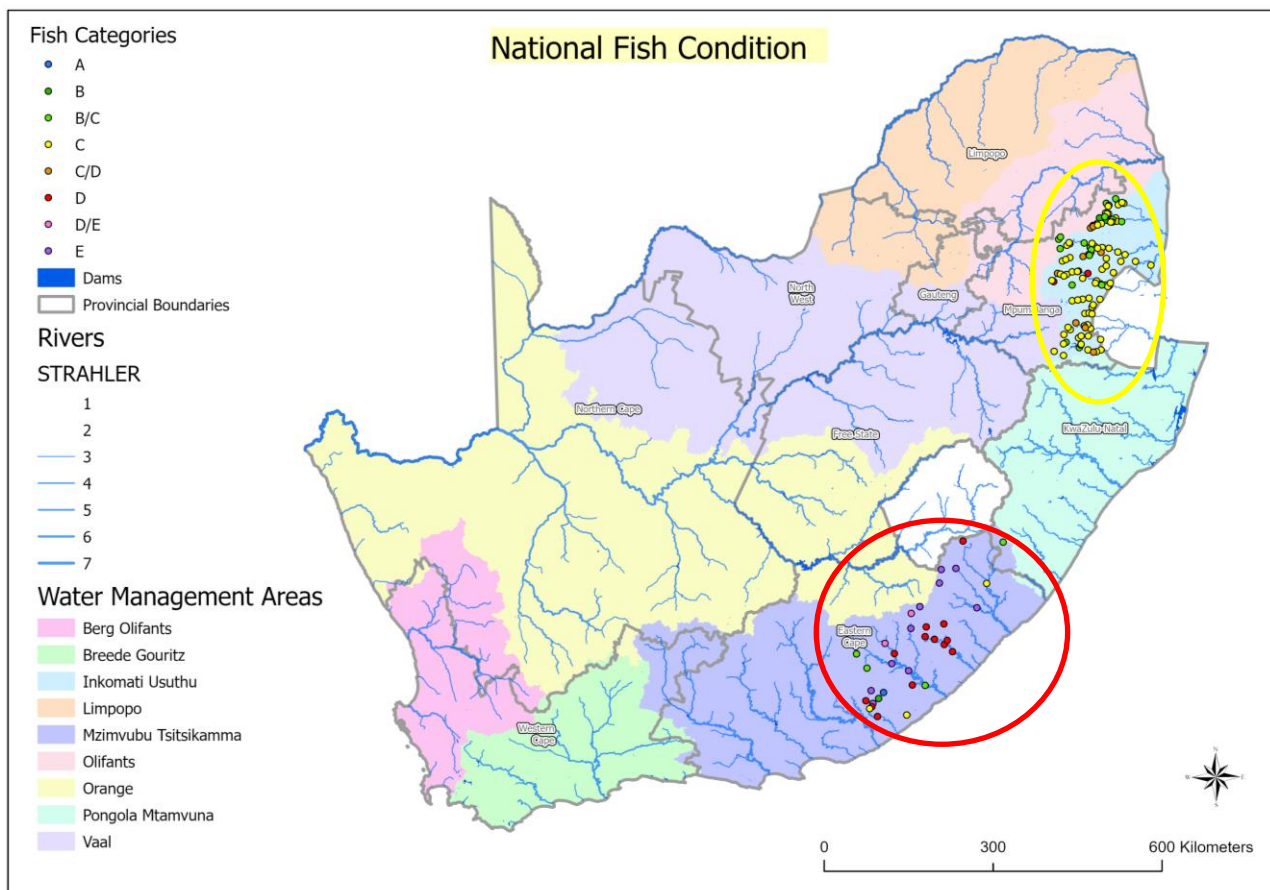 National Fish Condition
Fish Categories
A
B
B/C
C
C/D
D
D/E
E
Dams
Provincial Boundaries
Rivers
STRAHLER
1
2
3
4
5
6
7
Water Management Areas
Berg Olifants
Breede Gouritz
Inkomati Usuthu
Limpopo
Mzimvubu Tsitsikamma
Olifants
Orange
Pongola Mtamvuna
Vaal
Limpopo
North
West
Gauteng
Mpumalanga
Northern Cape
Free State
KwaZulu-Natal
Eastern
Cape
Western
Cape
N
W
E
S
0
300
600 Kilometers